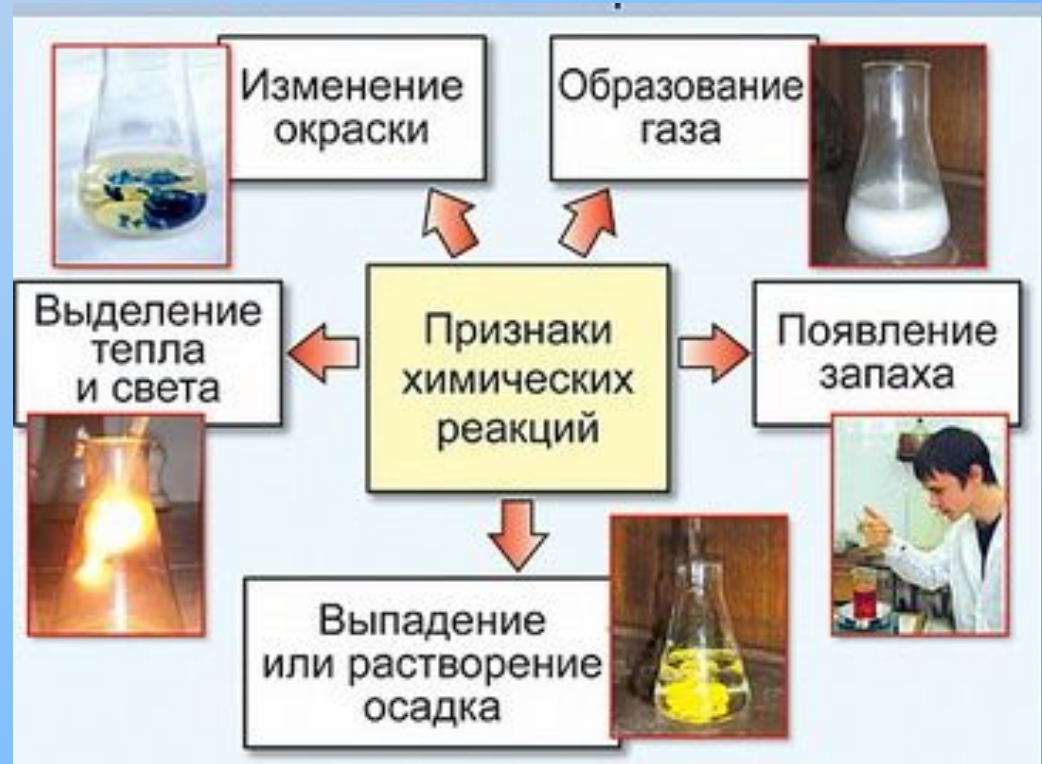 Изменение
окраски
Образование
газа
Выделение
тепла
и света
Признаки
химических
реакций
Появление
запаха
Выпадение
или растворение
осадка